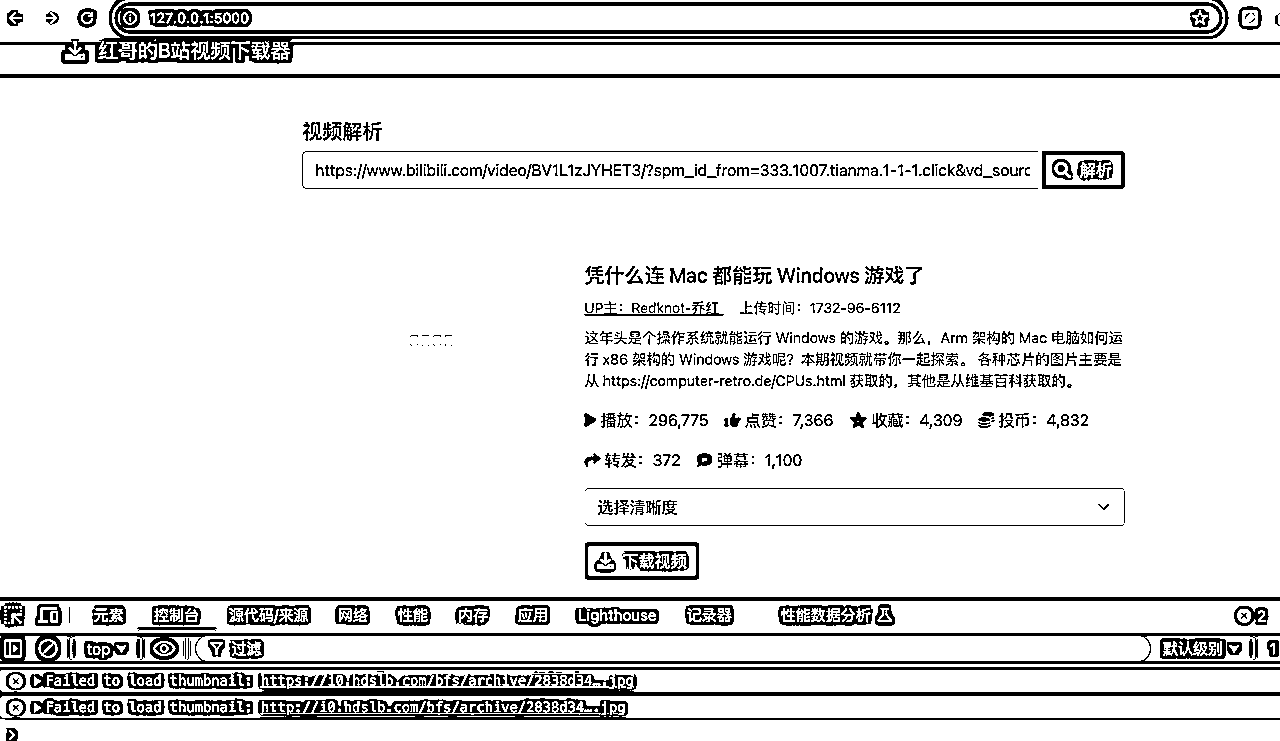 127.0.0.1:5000
红哥的B站视频下载器
视频解析
https://www.bilibili.com/video/BV1L1zJYHET3/?spm_id_from=333.1007.tianma.1-1-1.click&vd_sourc
解析
凭什么连 Mac 都能玩 Windows 游戏了
UP主：Redknot-乔红 上传时间：1732-96-6112
这年头是个操作系统就能运行 Windows 的游戏。那么，Arm 架构的 Mac 电脑如何运
行 x86 架构的 Windows 游戏呢？本期视频就带你一起探索。 各种芯片的图片主要是
从 https://computer-retro.de/CPUs.html 获取的，其他是从维基百科获取的。
播放：296,775 点赞：7,366 收藏：4,309 投币：4,832
转发：372 弹幕：1,100
选择清晰度
下载视频
元素 控制台 源代码/来源 网络 性能 内存 应用 Lighthouse 记录器 性能数据分析 2
top 过滤 默认级别 1
Failed to load thumbnail: https://i0.hdslb.com/bfs/archive/2838d34….jpg
Failed to load thumbnail: http://i0.hdslb.com/bfs/archive/2838d34….jpg